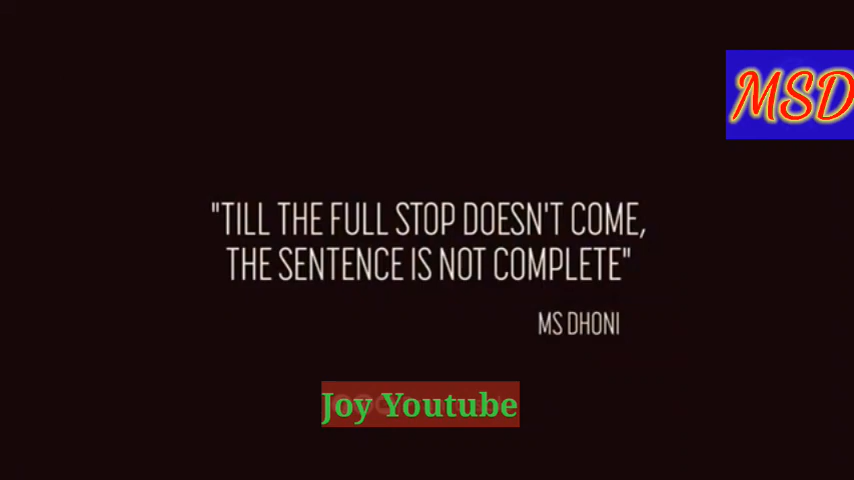 MSD
"TILL THE FULL STOP DOESN'T COME,
THE SENTENCE IS NOT COMPLETE"
MS DHONI
Joy Youtube